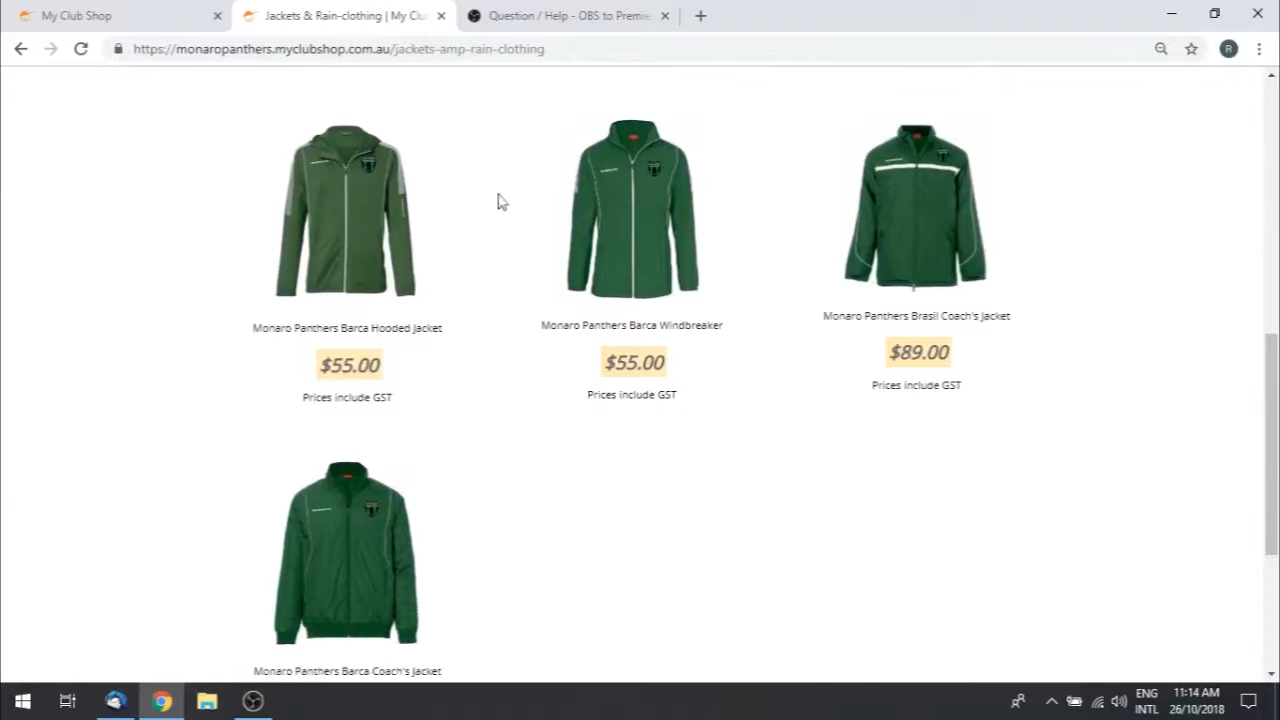 My Club Shop
Jackets & Rain-clothing | My Clu
Question / Help - OBS to Premie
https://monaropanthers.myclubshop.com.au/jackets-amp-rain-clothing
R
Monaro Panthers Barca Hooded Jacket
$55.00
Prices include GST
Monaro Panthers Barca Windbreaker
$55.00
Prices include GST
Monaro Panthers Brasil Coach's Jacket
$89.00
Prices include GST
Monaro Panthers Barca Coach's Jacket
ENG
INTL
11:14 AM
26/10/2018